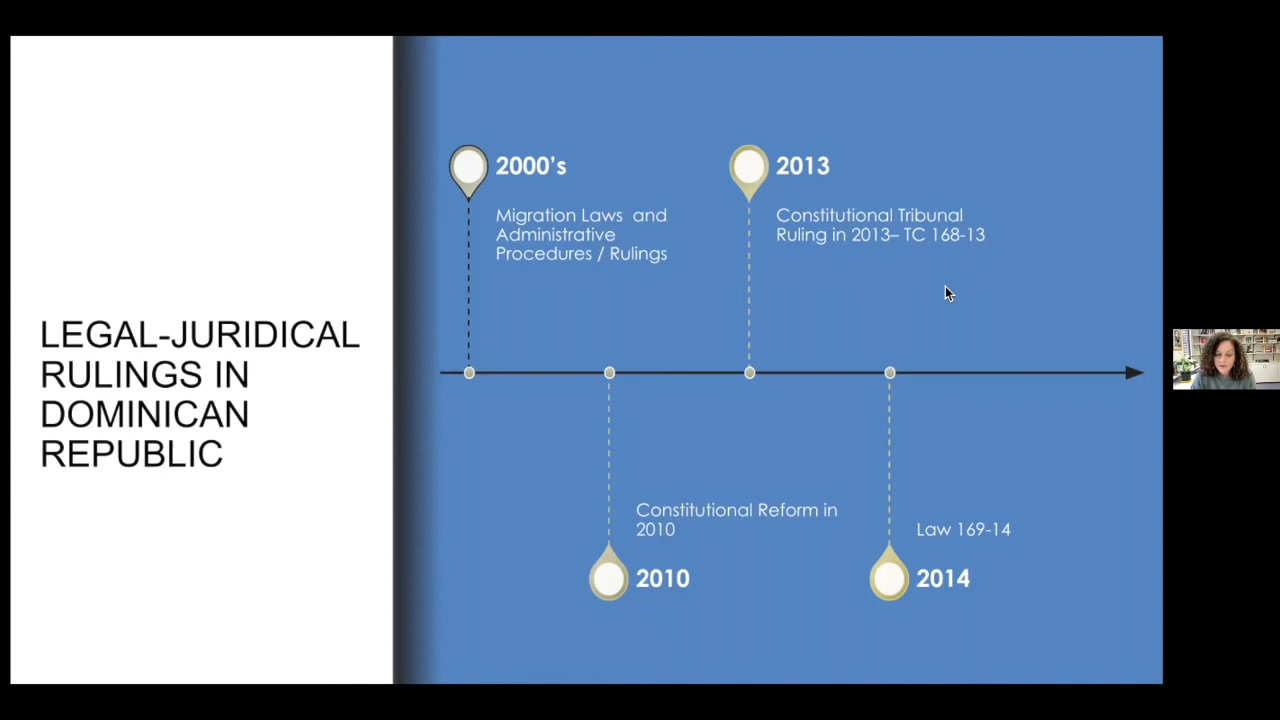 LEGAL-JURIDICAL
RULINGS IN
DOMINICAN
REPUBLIC
2000's
Migration Laws and
Administrative
Procedures / Rulings
2013
Constitutional Tribunal
Ruling in 2013– TC 168-13
Constitutional Reform in
2010
2010
Law 169-14
2014